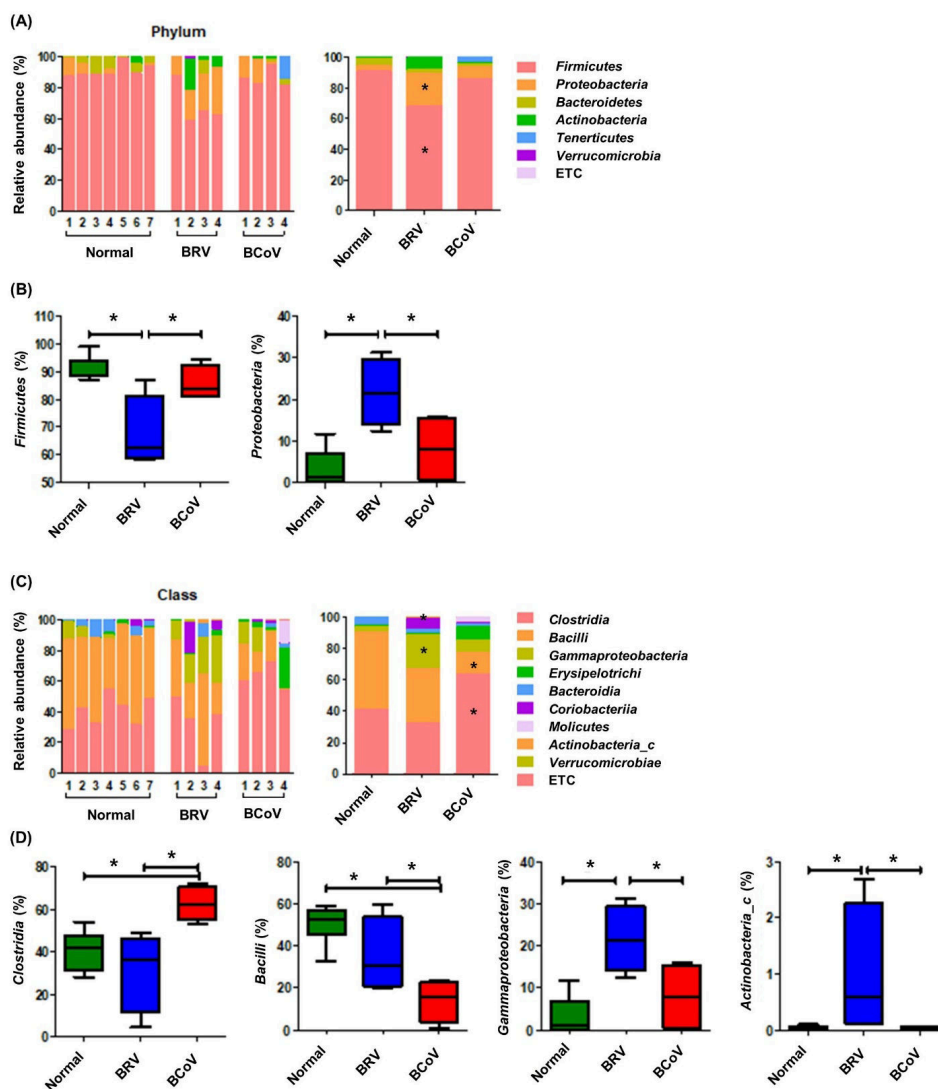 (A)
Phylum
Relative abundance (%)
100
80
60
40
20
0
1 2 3 4 5 6 7 1 2 3 4 1 2 3 4
Normal BRV BCoV
100
80
60
40
20
0
Normal BRV BCoV
*
*
Firmicutes
Proteobacteria
Bacteroidetes
Actinobacteria
Tenerticutes
Verrucomicrobia
ETC
(B)
Firmicutes (%)
110
100
90
80
70
60
50
* *
Normal BRV BCoV
Proteobacteria (%)
40
30
20
10
0
* *
Normal BRV BCoV
(C)
Class
Relative abundance (%)
100
80
60
40
20
0
1 2 3 4 5 6 7 1 2 3 4 1 2 3 4
Normal BRV BCoV
100
80
60
40
20
0
*
*
*
*
Normal BRV BCoV
Clostridia
Bacilli
Gammaproteobacteria
Erysipelotrichi
Bacteroidia
Coriobacteriia
Molicutes
Actinobacteria_c
Verrucomicrobiae
ETC
(D)
Clostridia (%)
80
60
40
20
0
* *
Normal BRV BCoV
Bacilli (%)
80
60
40
20
0
* *
Normal BRV BCoV
Gammaproteobacteria (%)
40
30
20
10
0
* *
Normal BRV BCoV
Actinobacteria_c (%)
3
2
1
0
* *
Normal BRV BCoV